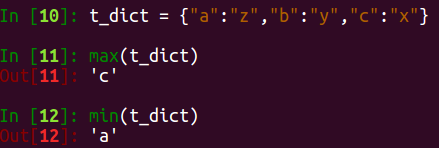 In [10]: t_dict = {"a":"z","b":"y","c":"x"}
In [11]: max(t_dict)
Out[11]: 'c'
In [12]: min(t_dict)
Out[12]: 'a'